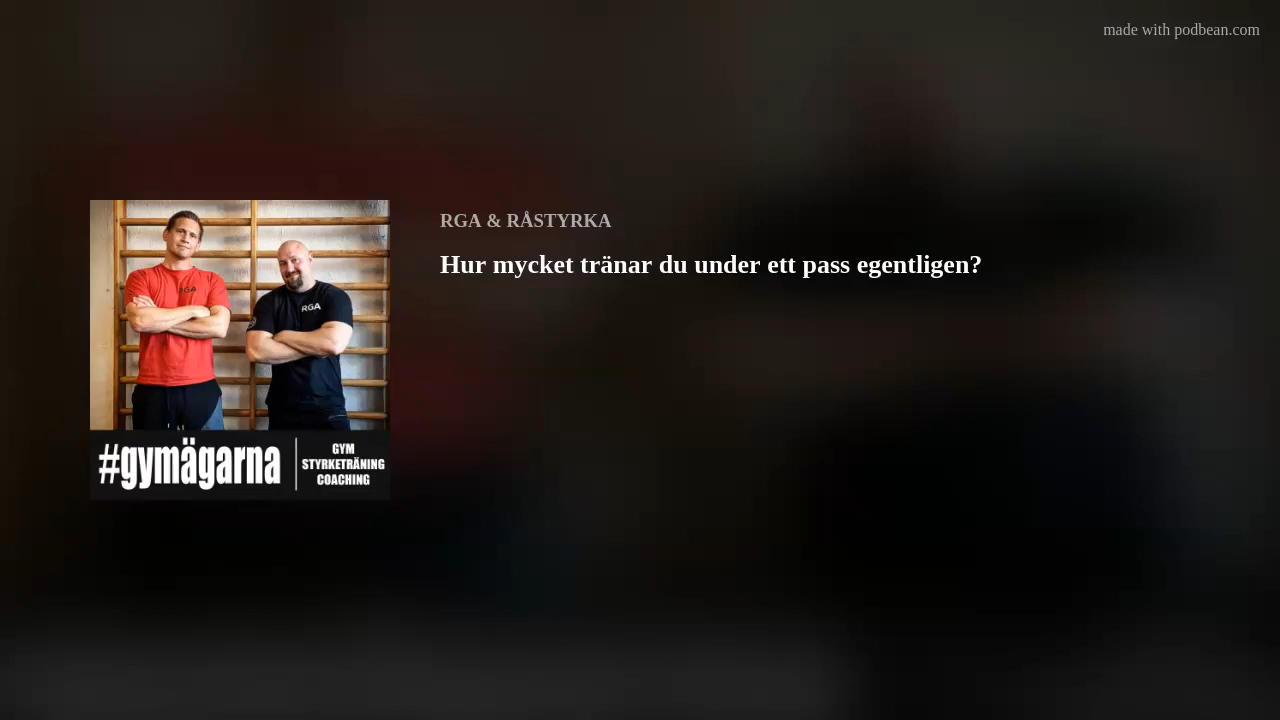 made with podbean.com
RGA & RÅSTYRKA
Hur mycket tränar du under ett pass egentligen?
RGA
RGA
#gymägarna
GYM
STYRKETRÄNING
COACHING